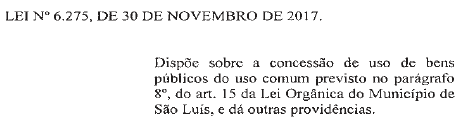 LEI Nº 6.275, DE 30 DE NOVEMBRO DE 2017.
Dispõe sobre a concessão de uso de bens
públicos do uso comum previsto no parágrafo
8º, do art. 15 da Lei Orgânica do Município de
São Luís, e dá outras providências.